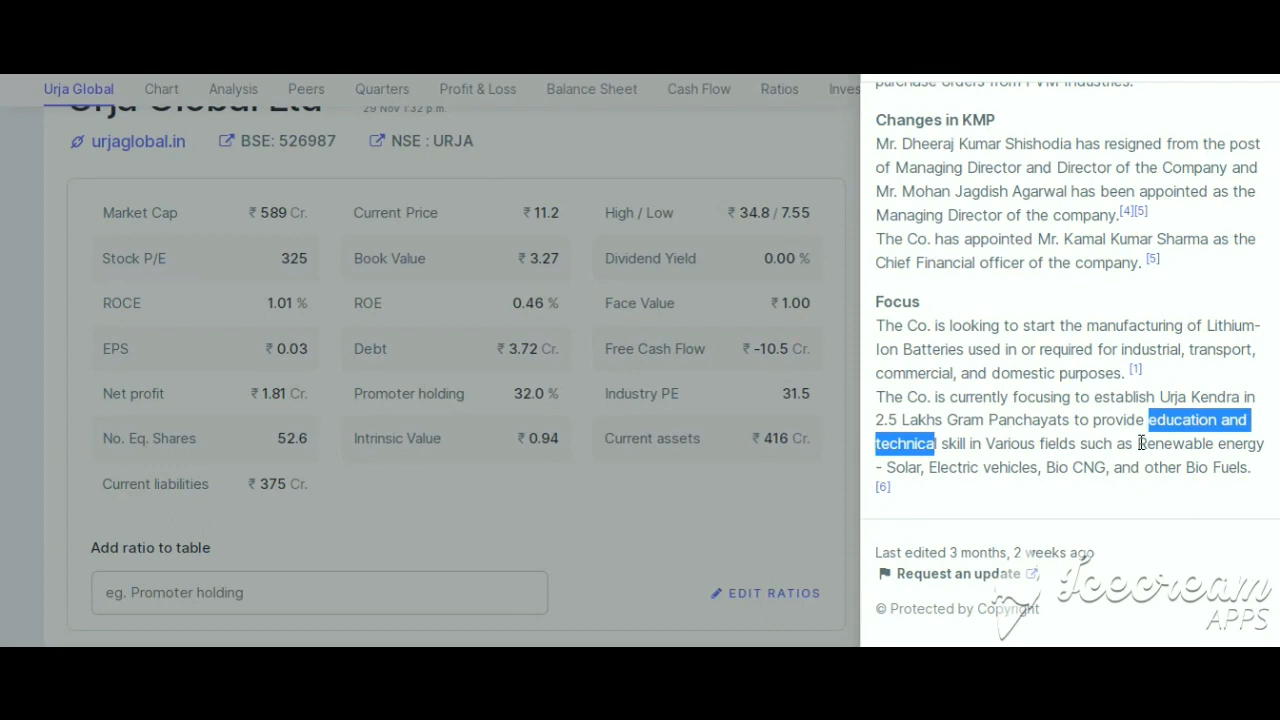 Urja Global Chart Analysis Peers Quarters Profit & Loss Balance Sheet Cash Flow Ratios Inves
Urja Global Ltd
29 Nov 1:32 p.m.
urjaglobal.in BSE: 526987 NSE : URJA
Market Cap ₹ 589 Cr. Current Price ₹ 11.2 High / Low ₹ 34.8 / 7.55
Stock P/E 325 Book Value ₹ 3.27 Dividend Yield 0.00 %
ROCE 1.01 % ROE 0.46 % Face Value ₹ 1.00
EPS ₹ 0.03 Debt ₹ 3.72 Cr. Free Cash Flow ₹ -10.5 Cr.
Net profit ₹ 1.81 Cr. Promoter holding 32.0 % Industry PE 31.5
No. Eq. Shares 52.6 Intrinsic Value ₹ 0.94 Current assets ₹ 416 Cr.
Current liabilities ₹ 375 Cr.
Add ratio to table
eg. Promoter holding EDIT RATIOS
purchase orders from PVM Industries.
Changes in KMP
Mr. Dheeraj Kumar Shishodia has resigned from the post
of Managing Director and Director of the Company and
Mr. Mohan Jagdish Agarwal has been appointed as the
Managing Director of the company.[4][5]
The Co. has appointed Mr. Kamal Kumar Sharma as the
Chief Financial officer of the company. [5]
Focus
The Co. is looking to start the manufacturing of Lithium-
Ion Batteries used in or required for industrial, transport,
commercial, and domestic purposes. [1]
The Co. is currently focusing to establish Urja Kendra in
2.5 Lakhs Gram Panchayats to provide education and
technical skill in Various fields such as Renewable energy
- Solar, Electric vehicles, Bio CNG, and other Bio Fuels.
[6]
Last edited 3 months, 2 weeks ago
Request an update
© Protected by Copyright
Icecream
APPS